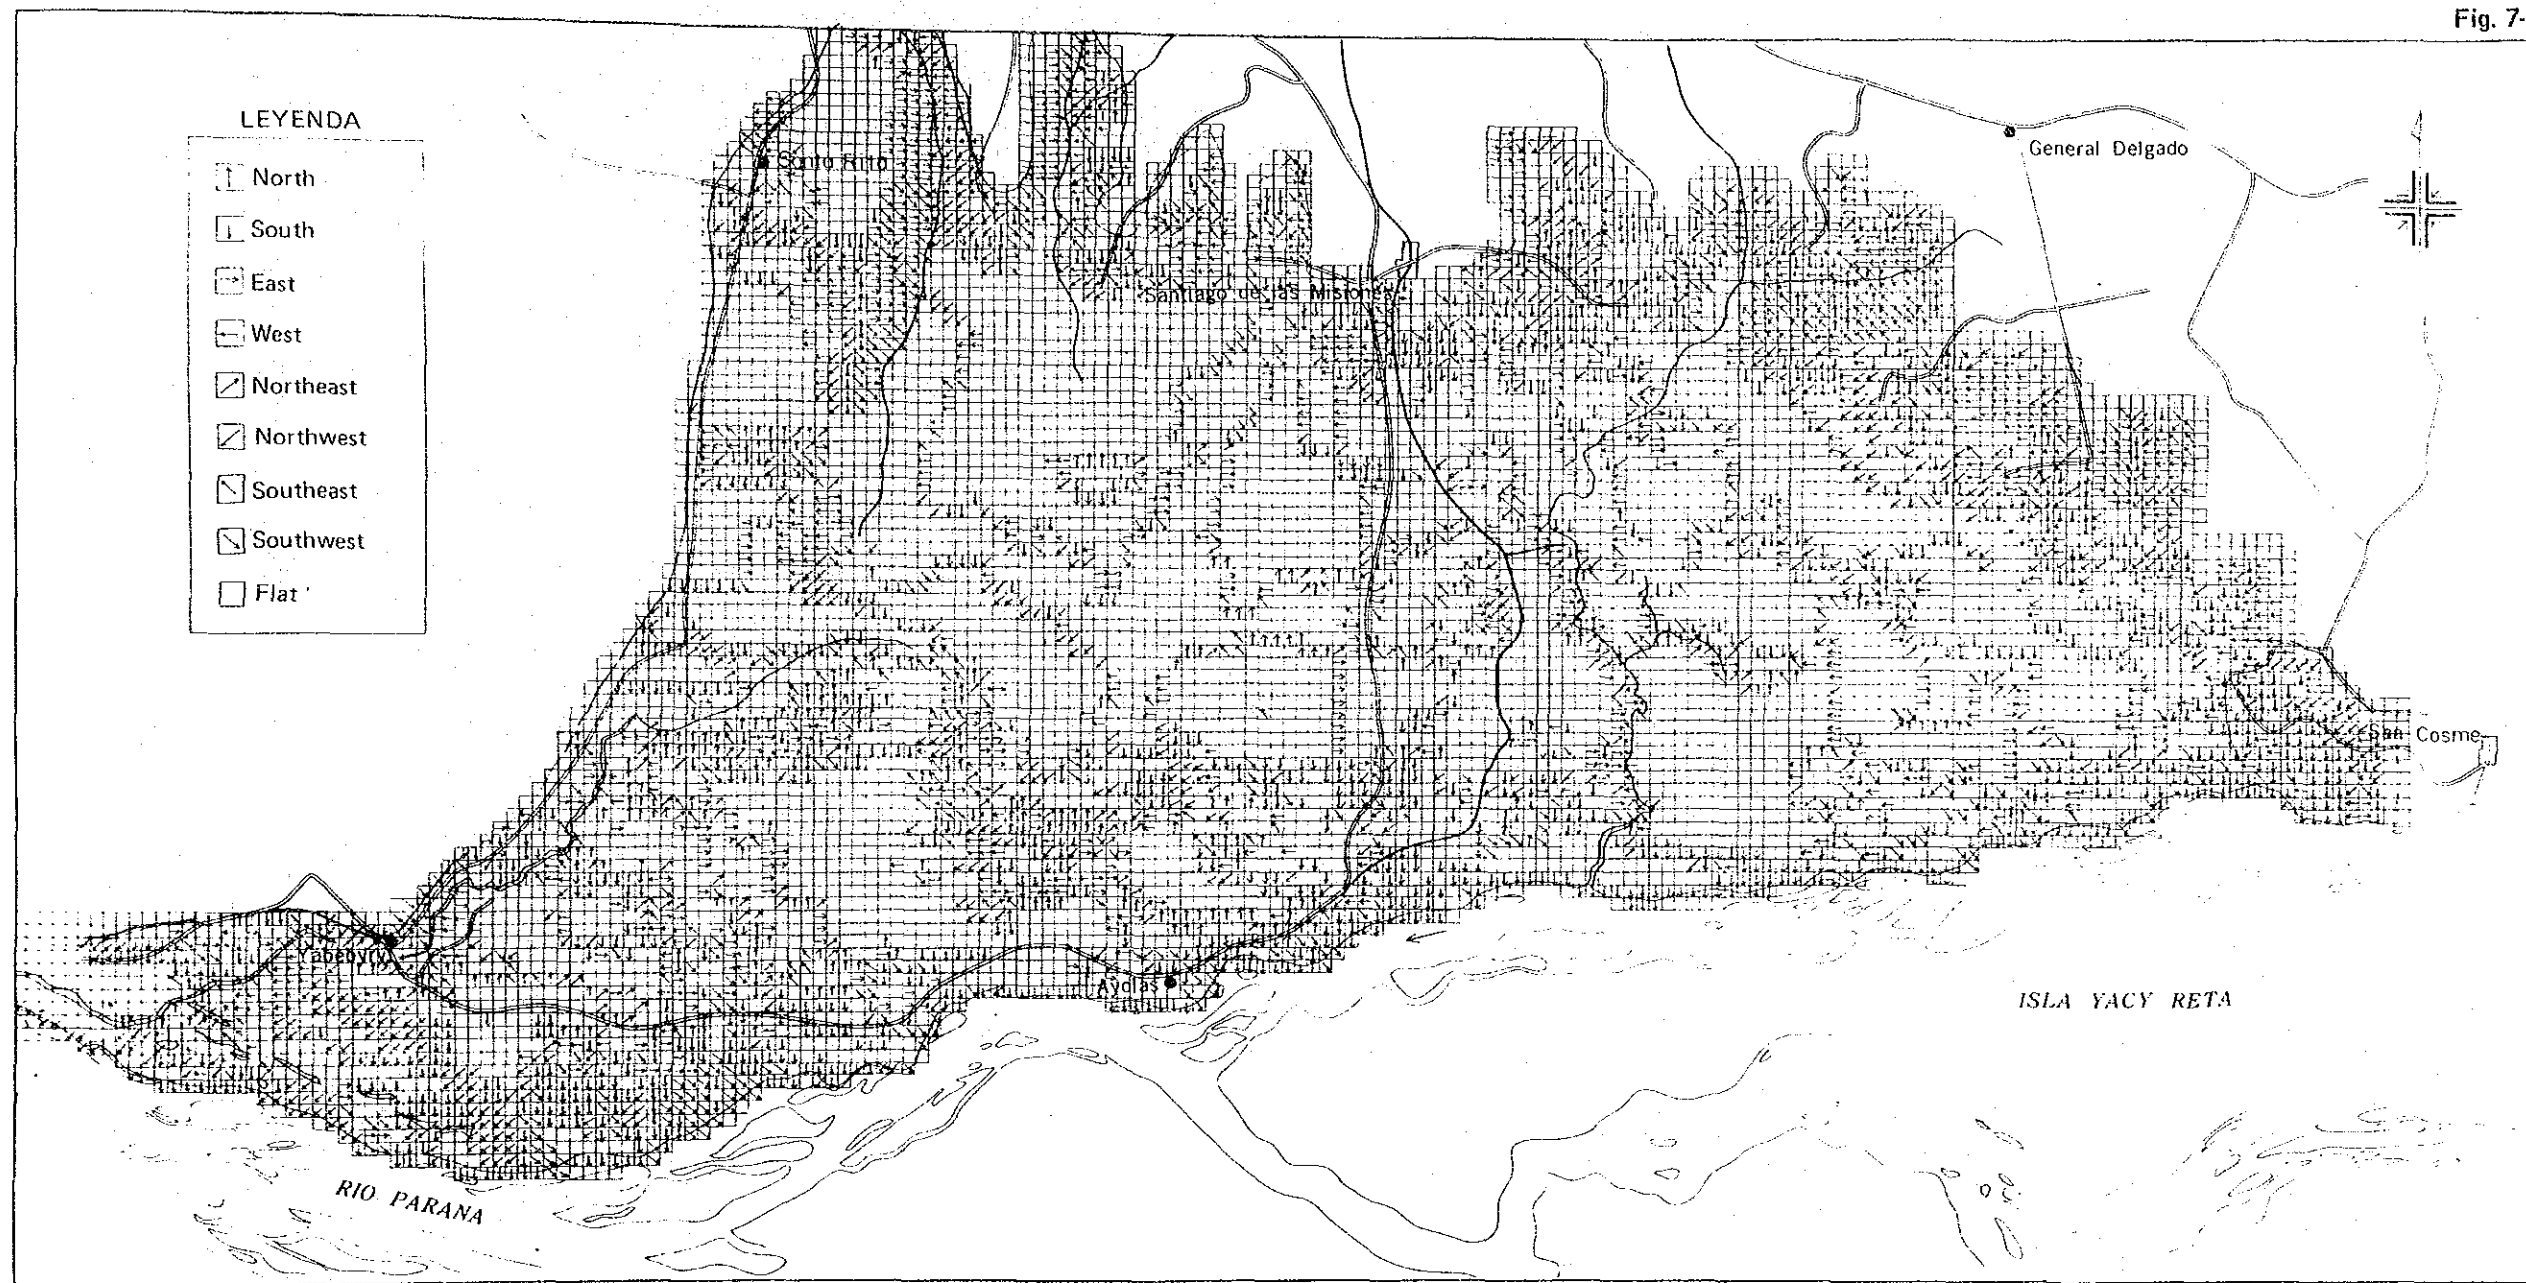 Fig. 7-
LEYENDA
North
South
East
West
Northeast
Northwest
Southeast
Southwest
Flat
General Delgado
Santiago de las Misiones
San Cosme
Yabebyry
Ayolas
ISLA YACY RETA
RIO PARANA